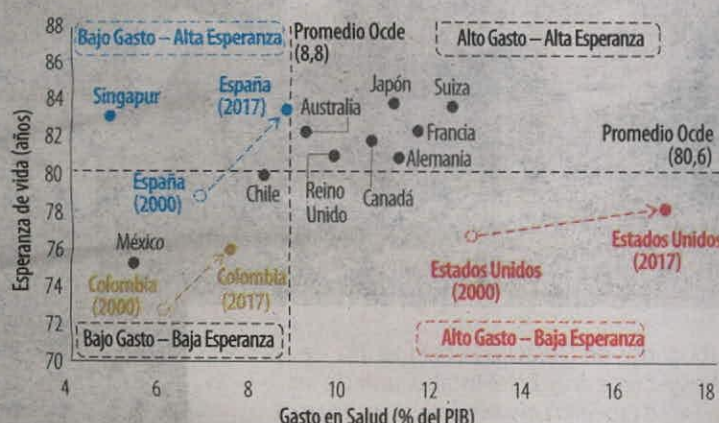 Bajo Gasto – Alta Esperanza
Promedio Ocde
(8,8)
Alto Gasto – Alta Esperanza
Singapur
España
(2017)
Australia
Japón
Suiza
Francia
Alemania
Promedio Ocde
(80,6)
España
(2000)
Chile
Reino
Unido
Canadá
México
Colombia
(2000)
Colombia
(2017)
Estados Unidos
(2000)
Estados Unidos
(2017)
Bajo Gasto – Baja Esperanza
Alto Gasto – Baja Esperanza
Esperanza de vida (años)
88
86
84
82
80
78
76
74
72
70
4
6
8
10
12
14
16
18
Gasto en Salud (% del PIB)